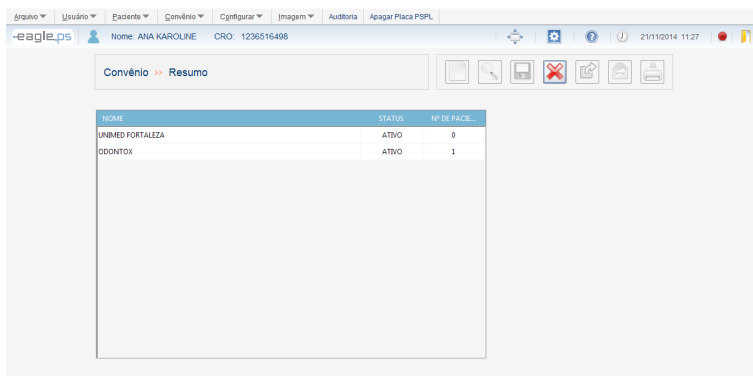 Arquivo Usuário Paciente Convênio Configurar Imagem Auditoria Apagar Placa PSPL
eagle.ps Nome: ANA KAROLINE CRO: 1236516498 21/11/2014 11:27
Convênio >> Resumo
NOME STATUS Nº DE PACIE...
UNIMED FORTALEZA ATIVO 0
ODONTOX ATIVO 1